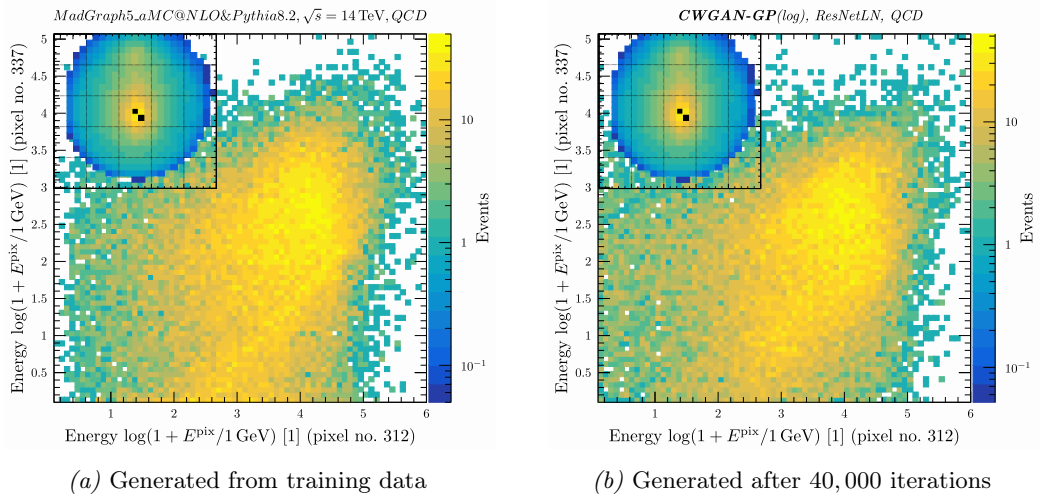 MadGraph5_aMC@NLO&Pythia8.2, √s = 14 TeV, QCD
5
4.5
4
3.5
3
2.5
2
1.5
1
0.5
Energy log(1 + E^pix/1 GeV) [1] (pixel no. 337)
1 2 3 4 5 6
Energy log(1 + E^pix/1 GeV) [1] (pixel no. 312)
10
1
10⁻¹
Events
(a) Generated from training data
CWGAN-GP(log), ResNetLN, QCD
5
4.5
4
3.5
3
2.5
2
1.5
1
0.5
Energy log(1 + E^pix/1 GeV) [1] (pixel no. 337)
1 2 3 4 5 6
Energy log(1 + E^pix/1 GeV) [1] (pixel no. 312)
10
1
10⁻¹
Events
(b) Generated after 40,000 iterations